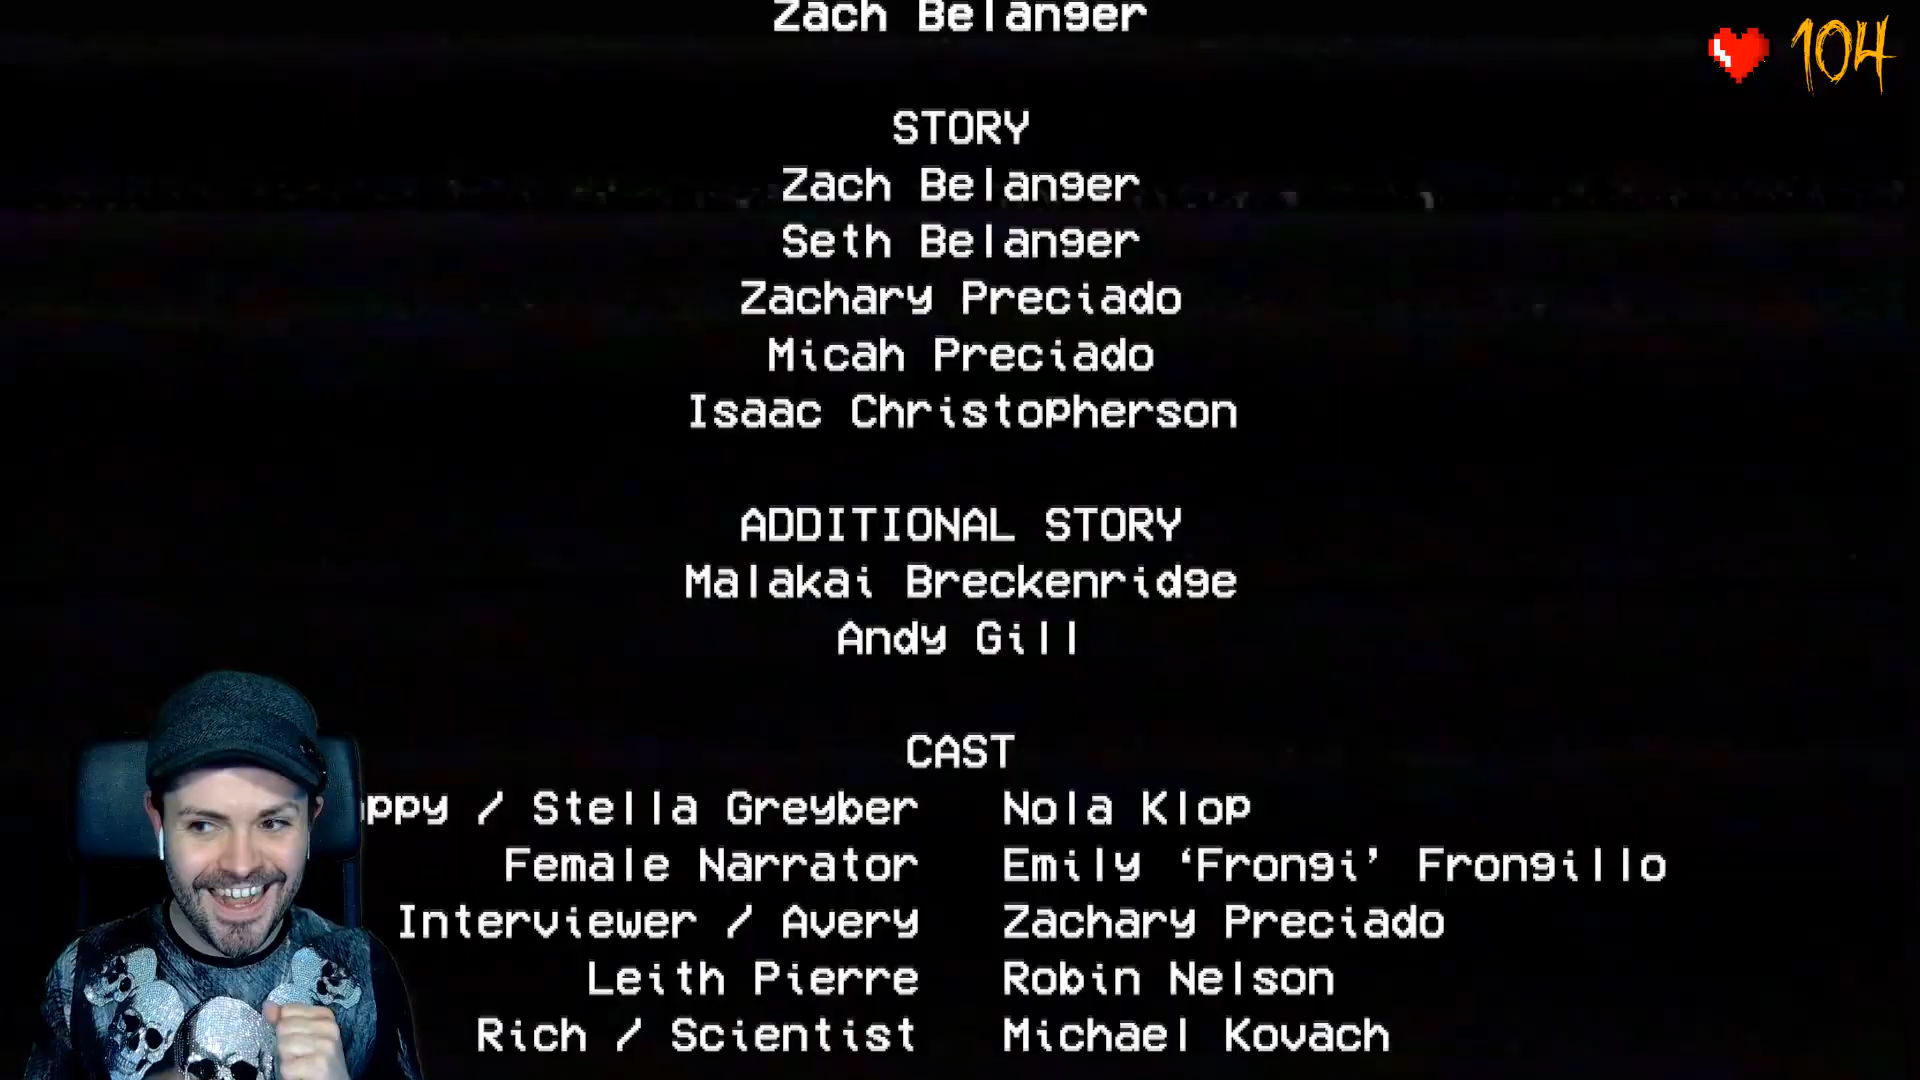 Zach Belanger
104
STORY
Zach Belanger
Seth Belanger
Zachary Preciado
Micah Preciado
Isaac Christopherson
ADDITIONAL STORY
Malakai Breckenridge
Andy Gill
CAST
ppy / Stella Greyber Nola Klop
Female Narrator Emily ‘Frongi’ Frongillo
Interviewer / Avery Zachary Preciado
Leith Pierre Robin Nelson
Rich / Scientist Michael Kovach